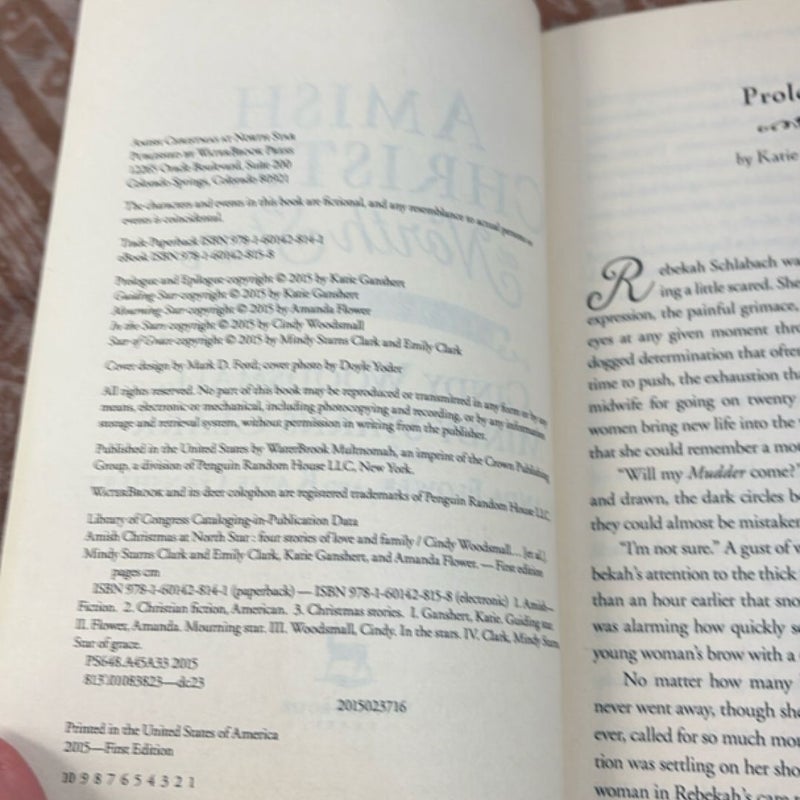 Amish Christmas at North Star
Published by WaterBrook Press
12265 Oracle Boulevard, Suite 200
Colorado Springs, Colorado 80921
The characters and events in this book are fictional, and any resemblance to actual persons or
events is coincidental.
Trade Paperback ISBN 978-1-60142-814-1
eBook ISBN 978-1-60142-815-8
Prologue and Epilogue copyright © 2015 by Katie Ganshert
Guiding Star copyright © 2015 by Katie Ganshert
Mourning Star copyright © 2015 by Amanda Flower
In the Stars copyright © 2015 by Cindy Woodsmall
Star of Grace copyright © 2015 by Mindy Starns Clark and Emily Clark
Cover design by Mark D. Ford; cover photo by Doyle Yoder
All rights reserved. No part of this book may be reproduced or transmitted in any form or by any
means, electronic or mechanical, including photocopying and recording, or by any information
storage and retrieval system, without permission in writing from the publisher.
Published in the United States by WaterBrook Multnomah, an imprint of the Crown Publishing
Group, a division of Penguin Random House LLC, New York.
WaterBrook and its deer colophon are registered trademarks of Penguin Random House LLC.
Library of Congress Cataloging-in-Publication Data
Amish Christmas at North Star : four stories of love and family / Cindy Woodsmall... [et al.]
Mindy Starns Clark and Emily Clark, Katie Ganshert, and Amanda Flower. — First edition
pages cm
ISBN 978-1-60142-814-1 (paperback) — ISBN 978-1-60142-815-8 (electronic) 1. Amish—
Fiction. 2. Christian fiction, American. 3. Christmas stories. I. Ganshert, Katie. Guiding star.
II. Flower, Amanda. Mourning star. III. Woodsmall, Cindy. In the stars. IV. Clark, Mindy Starns.
Star of grace.
PS648.A45A33 2015
813'.01083823—dc23
2015023716
Printed in the United States of America
2015—First Edition
10 9 8 7 6 5 4 3 2 1
Prolo
by Katie
Rebekah Schlabach wa
ing a little scared. She
expression, the painful grimace,
eyes at any given moment thro
dogged determination that often
time to push, the exhaustion tha
midwife for going on twenty
women bring new life into the
that she could remember a mot
"Will my Mudder come?"
and drawn, the dark circles b
they could almost be mistaken
"I'm not sure." A gust of w
bekah's attention to the thick
than an hour earlier that sno
was alarming how quickly s
young woman's brow with a
No matter how many
never went away, though she
ever, called for so much mo
tion was settling on her sho
woman in Rebekah's care